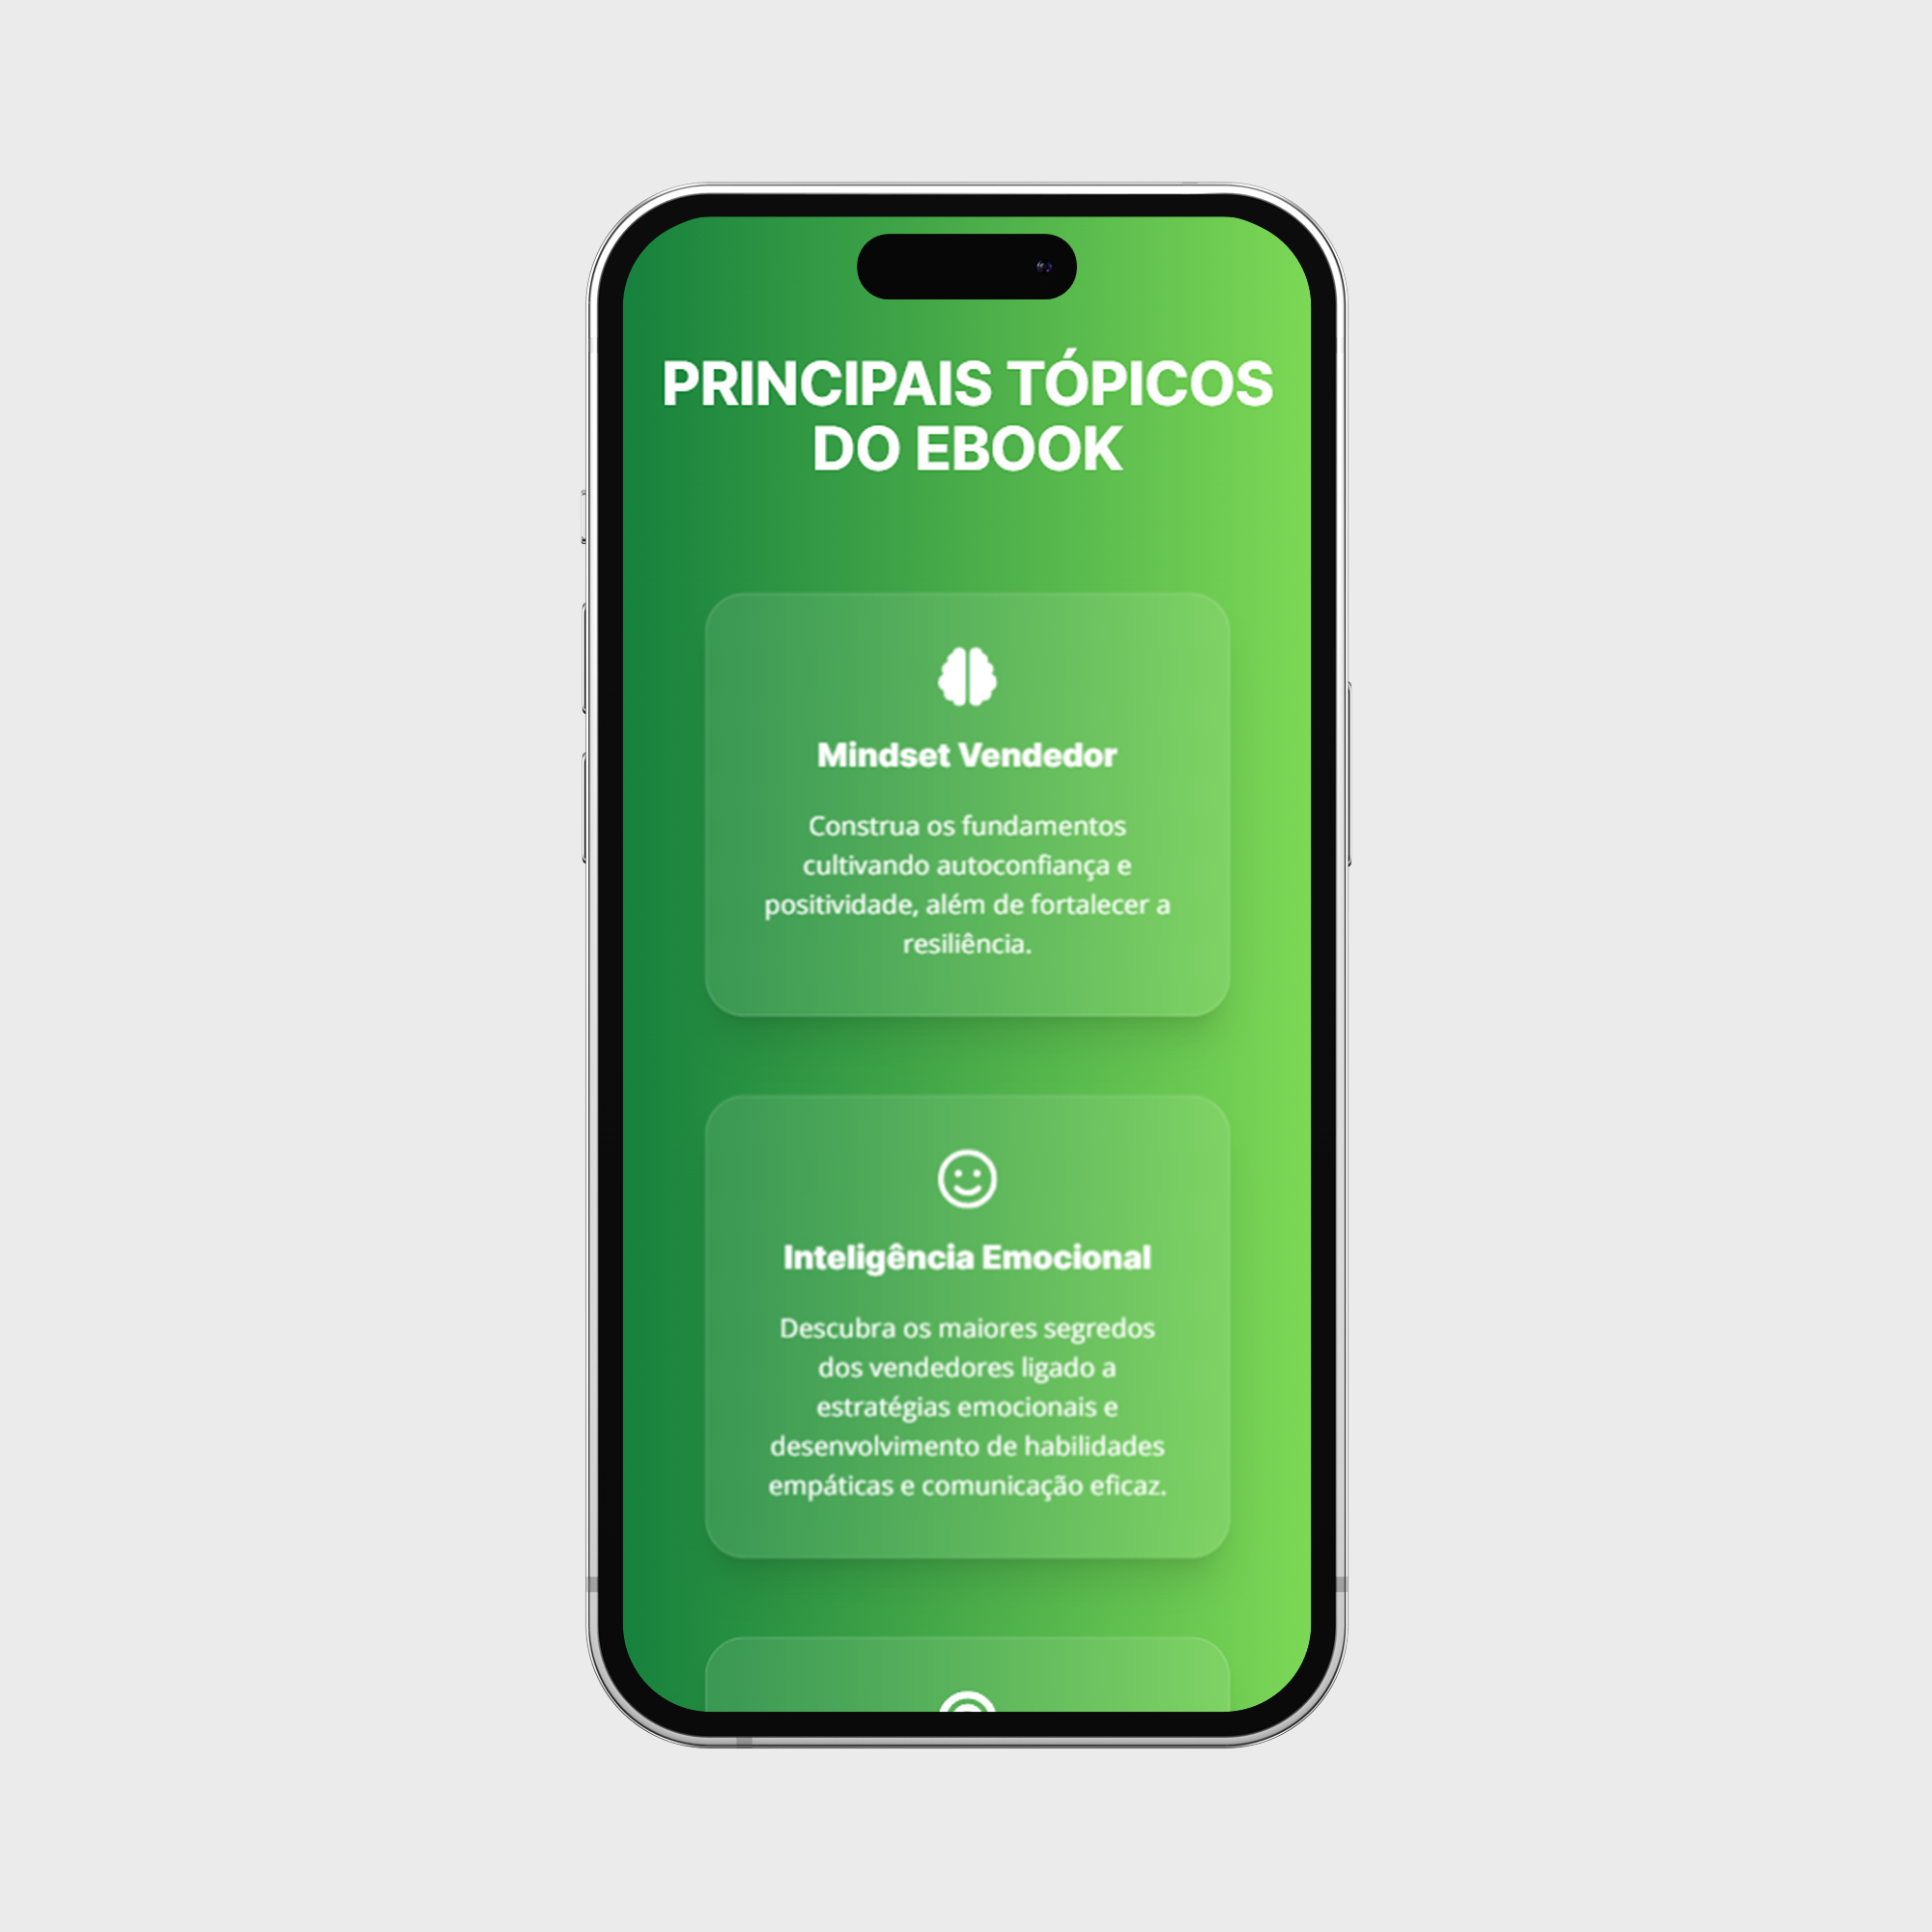 PRINCIPAIS TÓPICOS
DO EBOOK
Mindset Vendedor
Construa os fundamentos
cultivando autoconfiança e
positividade, além de fortalecer a
resiliência.
Inteligência Emocional
Descubra os maiores segredos
dos vendedores ligado a
estratégias emocionais e
desenvolvimento de habilidades
empáticas e comunicação eficaz.